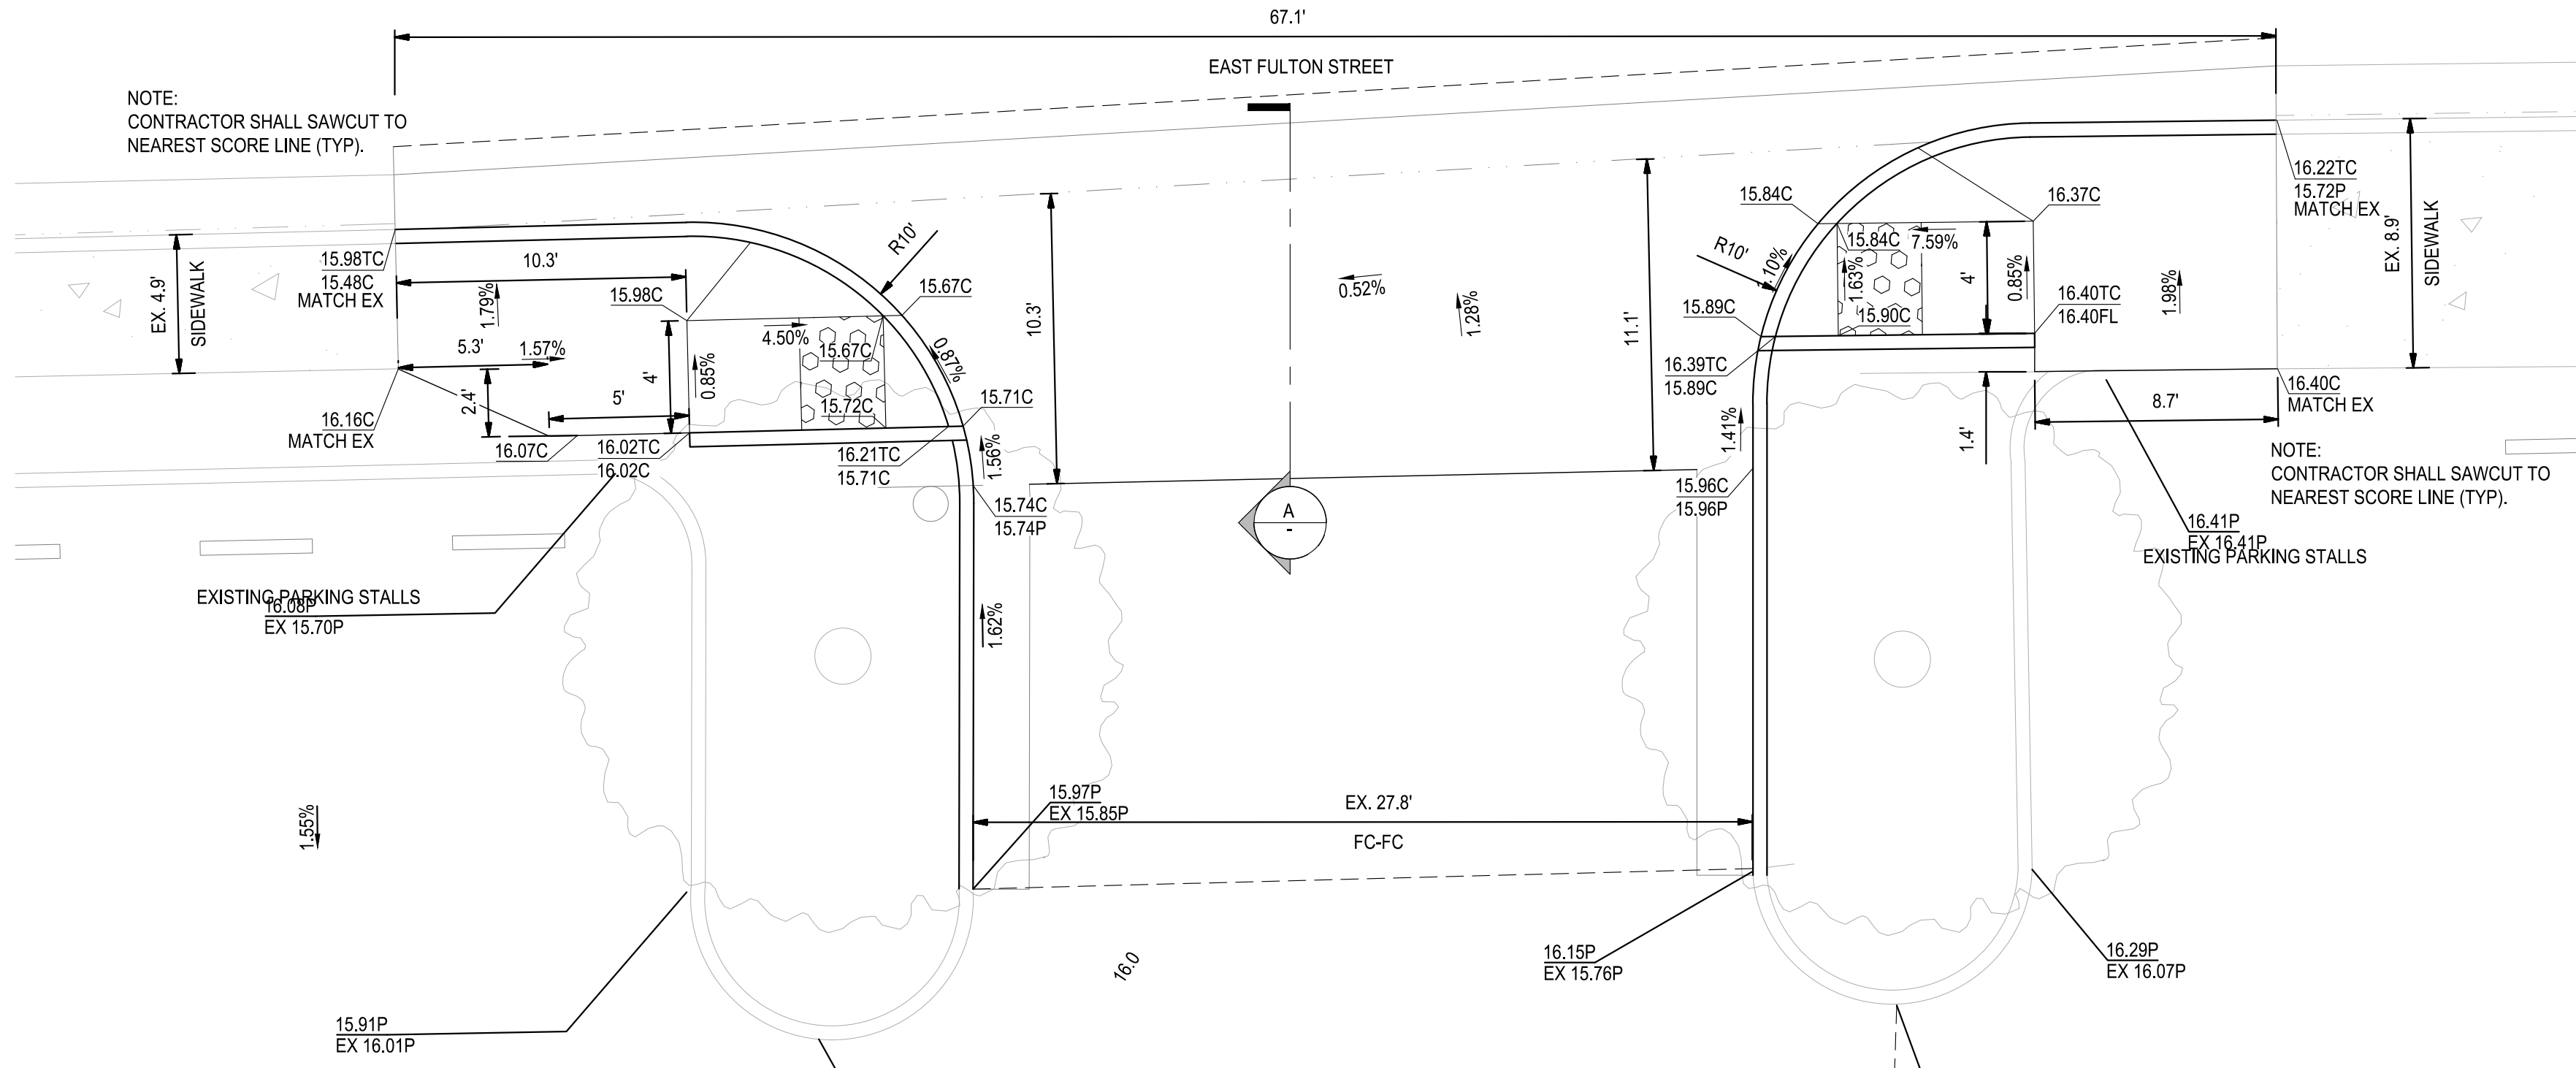 67.1'
EAST FULTON STREET
NOTE:
CONTRACTOR SHALL SAWCUT TO
NEAREST SCORE LINE (TYP).
EX. 4.9'
SIDEWALK
15.98TC
15.48C
MATCH EX
10.3'
1.79%
5.3'
1.57%
2.4'
5'
16.16C
MATCH EX
16.07C
15.98C
4'
0.85%
4.50%
15.67C
15.72C
16.02TC
16.02C
16.21TC
15.71C
R10'
15.67C
0.87%
15.71C
1.56%
15.74C
15.74P
1.62%
10.3'
0.52%
1.28%
11.1'
A
-
15.84C
R10'
1.10%
15.89C
16.39TC
15.89C
1.41%
15.96C
15.96P
15.84C
7.59%
1.63%
15.90C
4'
0.85%
16.37C
16.40TC
16.40FL
1.98%
16.22TC
15.72P
MATCH EX
EX. 8.9'
SIDEWALK
16.40C
MATCH EX
8.7'
1.4'
NOTE:
CONTRACTOR SHALL SAWCUT TO
NEAREST SCORE LINE (TYP).
16.41P
EX 16.41P
EXISTING PARKING STALLS
EXISTING PARKING STALLS
16.08P
EX 15.70P
1.55%
15.97P
EX 15.85P
EX. 27.8'
FC-FC
16.0
16.15P
EX 15.76P
16.29P
EX 16.07P
15.91P
EX 16.01P